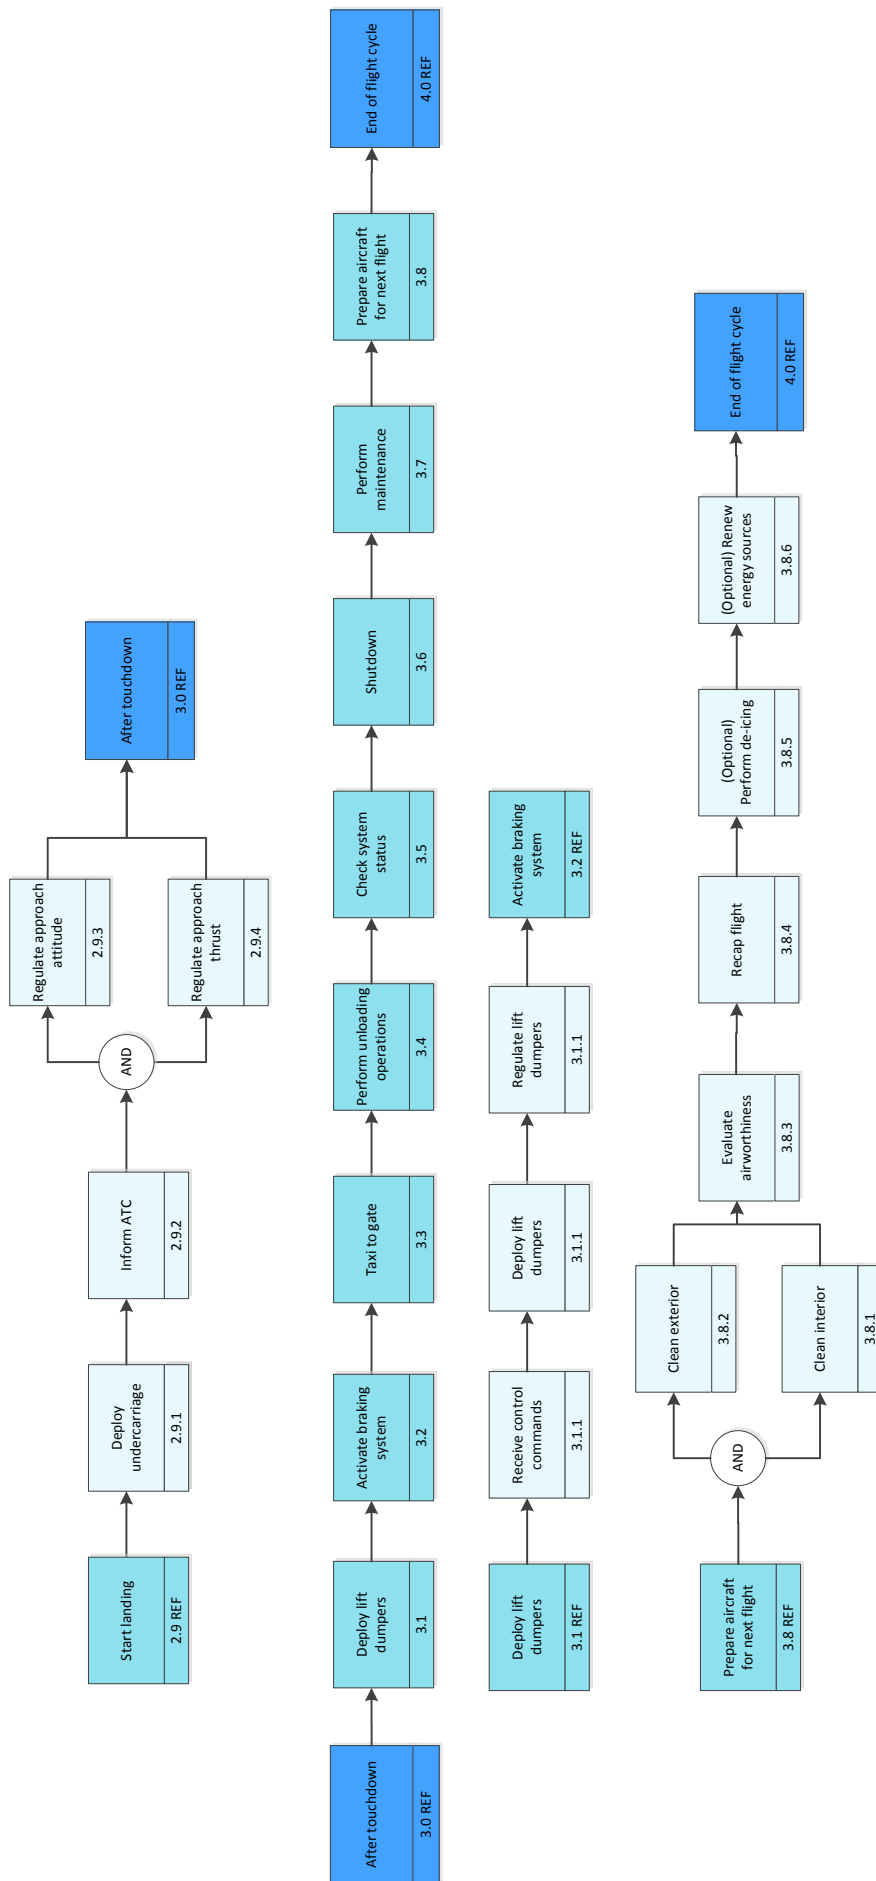 Start landing
2.9 REF
Deploy
undercarriage
2.9.1
Inform ATC
2.9.2
AND
Regulate approach
attitude
2.9.3
Regulate approach
thrust
2.9.4
After touchdown
3.0 REF
After touchdown
3.0 REF
Deploy lift
dumpers
3.1
Activate braking
system
3.2
Taxi to gate
3.3
Perform unloading
operations
3.4
Check system
status
3.5
Shutdown
3.6
Perform
maintenance
3.7
Prepare aircraft
for next flight
3.8
End of flight cycle
4.0 REF
Deploy lift
dumpers
3.1 REF
Receive control
commands
3.1.1
Deploy lift
dumpers
3.1.1
Regulate lift
dumpers
3.1.1
Activate braking
system
3.2 REF
Prepare aircraft
for next flight
3.8 REF
AND
Clean exterior
3.8.2
Clean interior
3.8.1
Evaluate
airworthiness
3.8.3
Recap flight
3.8.4
(Optional)
Perform de-icing
3.8.5
(Optional) Renew
energy sources
3.8.6
End of flight cycle
4.0 REF